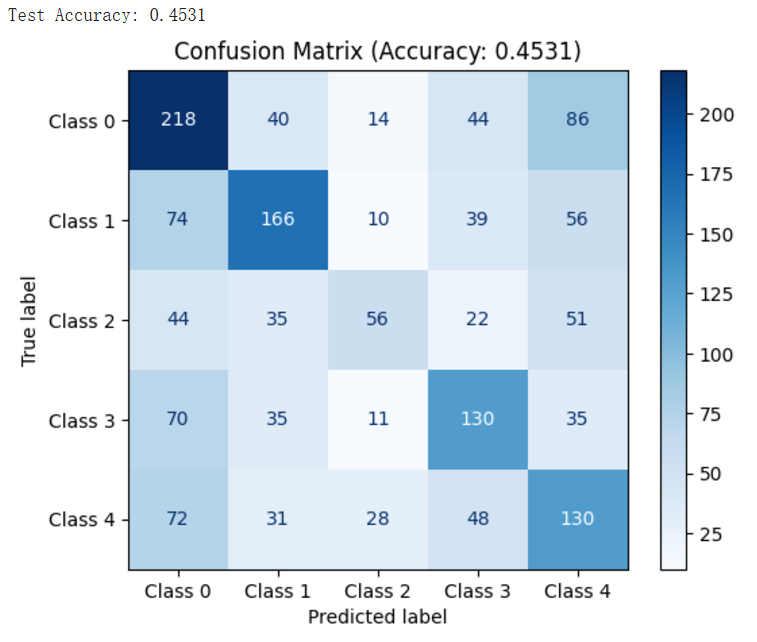 Test Accuracy: 0.4531
Confusion Matrix (Accuracy: 0.4531)
Class 0 218 40 14 44 86
Class 1 74 166 10 39 56
Class 2 44 35 56 22 51
Class 3 70 35 11 130 35
Class 4 72 31 28 48 130
Class 0 Class 1 Class 2 Class 3 Class 4
Predicted label
True label
200
175
150
125
100
75
50
25